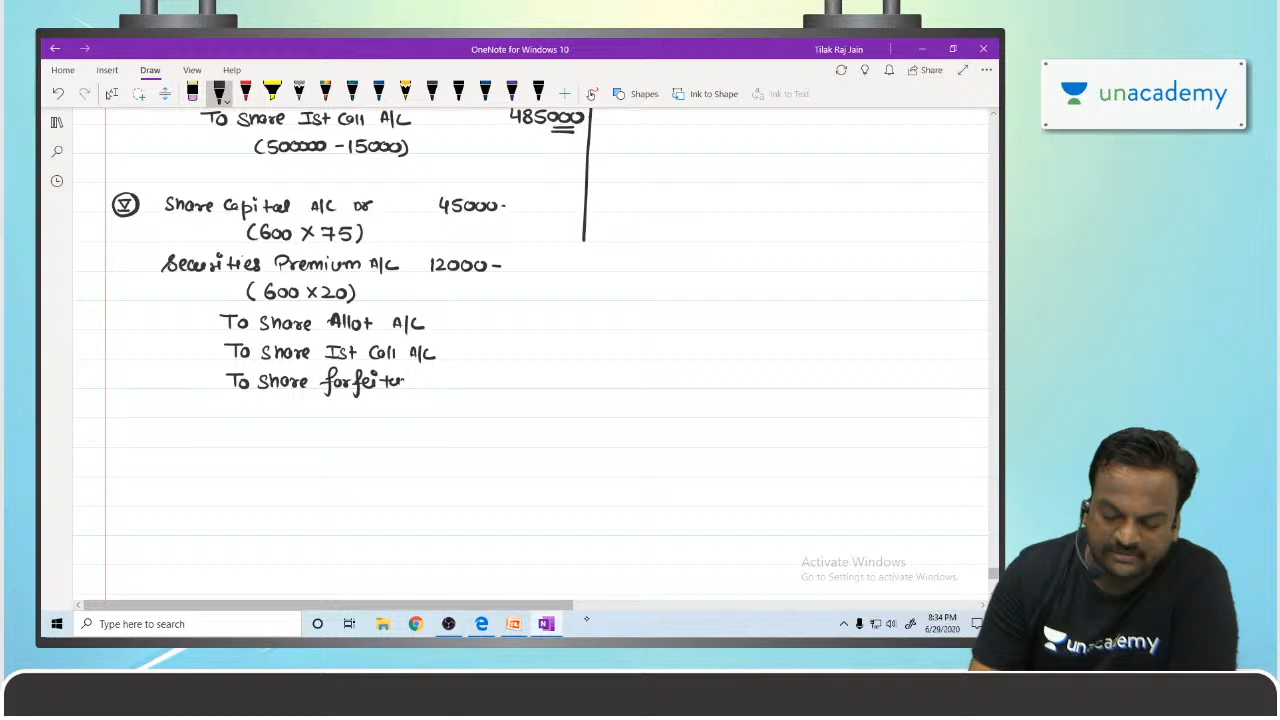 OneNote for Windows 10
Tilak Raj Jain
Home Insert Draw View Help
Share
Shapes
Ink to Shape
Ink to Text
unacademy
To Share Ist Call A/C 485000
(500000 - 15000)
V Share Capital A/C Dr 45000-
(600 X 75)
Securities Premium A/C 12000-
(600 X 20)
To Share Allot A/C
To Share Ist Call A/C
To Share forfeitu
Activate Windows
Go to Settings to activate Windows.
Type here to search
8:34 PM
6/29/2020
unacademy